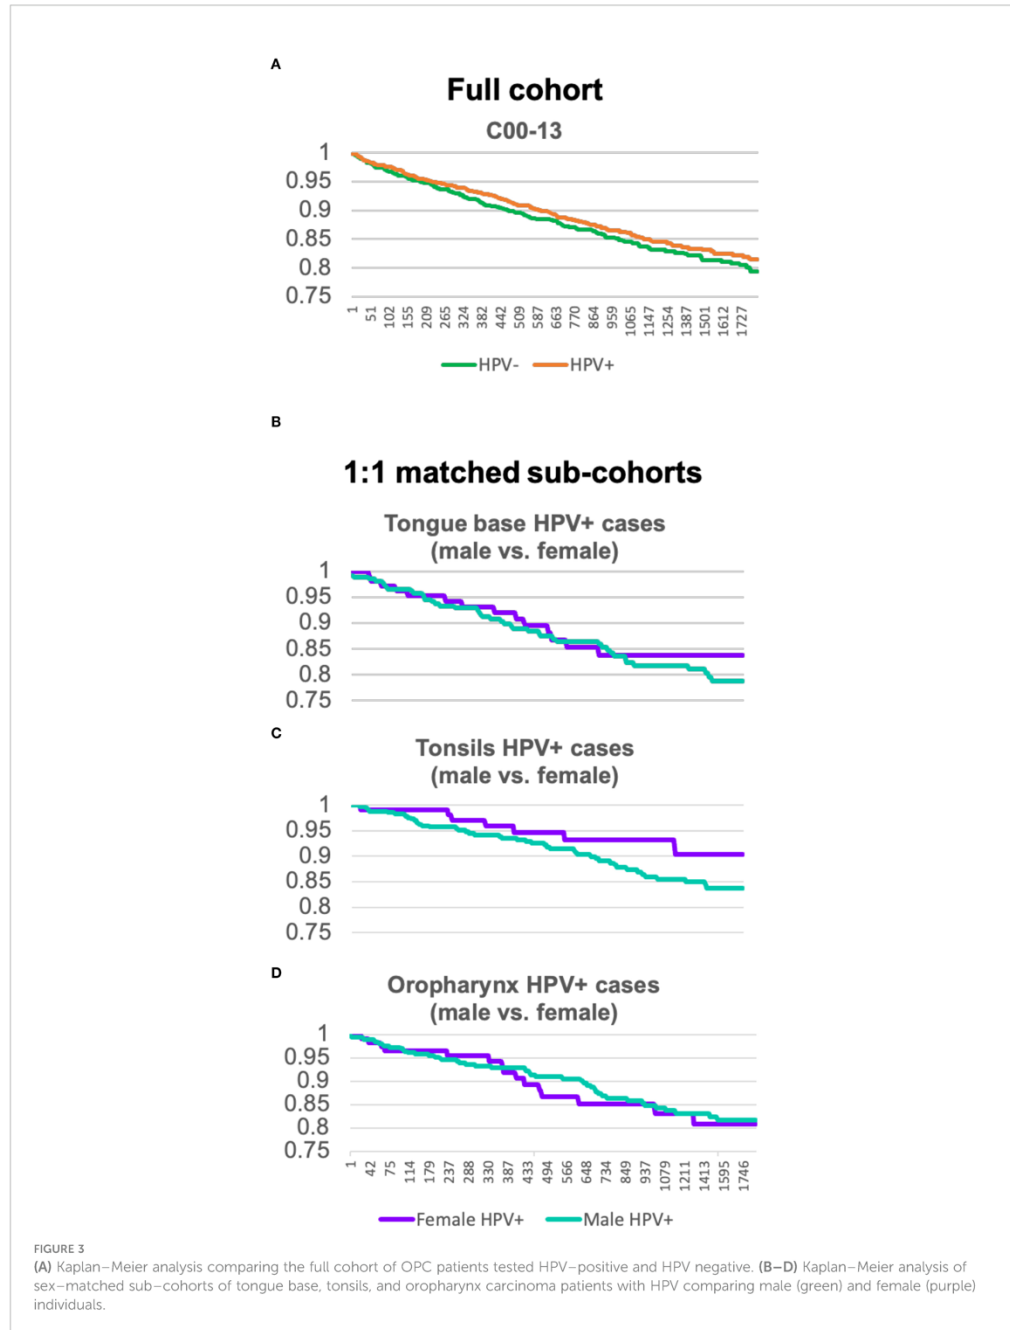 A
Full cohort
C00-13
1
0.95
0.9
0.85
0.8
0.75
1 51 102 155 209 265 324 382 442 509 587 663 770 864 959 1065 1147 1254 1387 1501 1612 1727
HPV- HPV+
B
1:1 matched sub-cohorts
Tongue base HPV+ cases
(male vs. female)
1
0.95
0.9
0.85
0.8
0.75
C
Tonsils HPV+ cases
(male vs. female)
1
0.95
0.9
0.85
0.8
0.75
D
Oropharynx HPV+ cases
(male vs. female)
1
0.95
0.9
0.85
0.8
0.75
1 42 75 114 179 237 288 330 387 433 494 566 648 734 849 937 1079 1211 1413 1595 1746
Female HPV+ Male HPV+
FIGURE 3
(A) Kaplan–Meier analysis comparing the full cohort of OPC patients tested HPV–positive and HPV negative. (B–D) Kaplan–Meier analysis of
sex–matched sub–cohorts of tongue base, tonsils, and oropharynx carcinoma patients with HPV comparing male (green) and female (purple)
individuals.